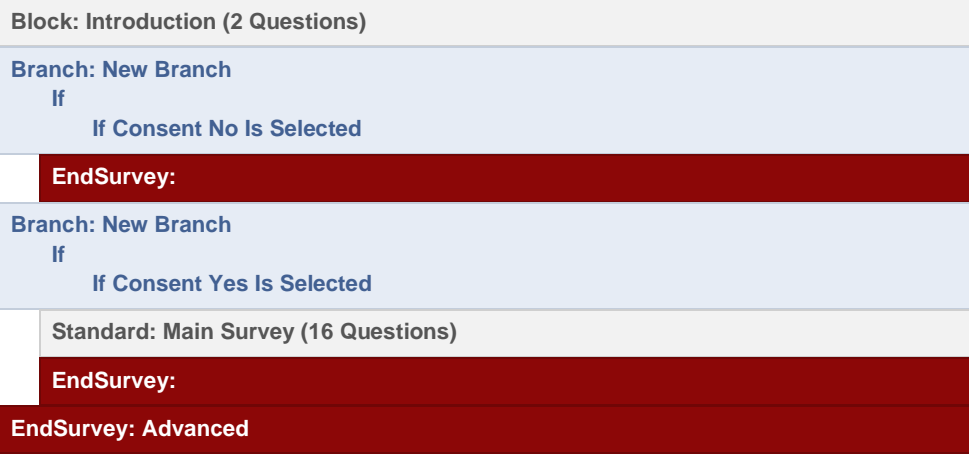 Block: Introduction (2 Questions)
Branch: New Branch
If
If Consent No Is Selected
EndSurvey:
Branch: New Branch
If
If Consent Yes Is Selected
Standard: Main Survey (16 Questions)
EndSurvey:
EndSurvey: Advanced